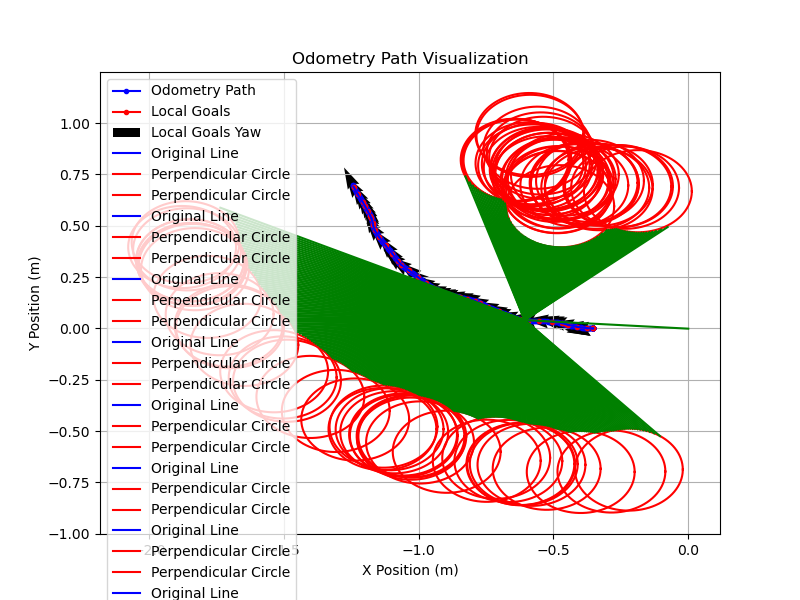 Odometry Path Visualization
1.00
0.75
0.50
0.25
0.00
−0.25
−0.50
−0.75
−1.00
Y Position (m)
Odometry Path
Local Goals
Local Goals Yaw
Original Line
Perpendicular Circle
Perpendicular Circle
Original Line
Perpendicular Circle
Perpendicular Circle
Original Line
Perpendicular Circle
Perpendicular Circle
Original Line
Perpendicular Circle
Perpendicular Circle
Original Line
Perpendicular Circle
Perpendicular Circle
Original Line
Perpendicular Circle
Perpendicular Circle
Original Line
Perpendicular Circle
Perpendicular Circle
Original Line
−1.0
−0.5
0.0
X Position (m)